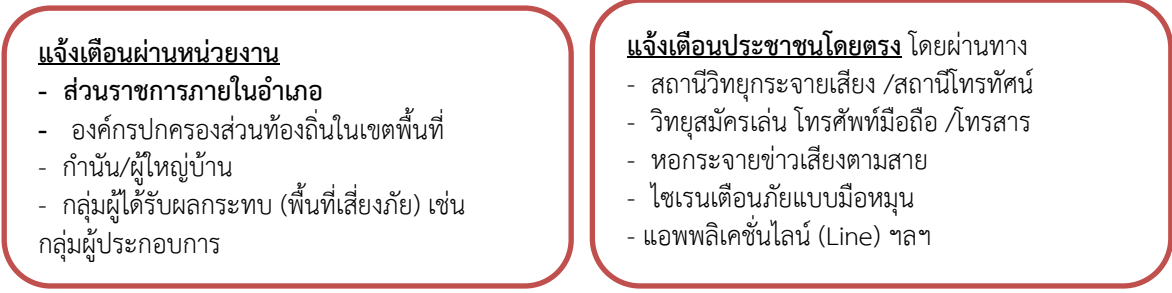 แจ้งเตือนผ่านหน่วยงาน
- ส่วนราชการภายในอำเภอ
- องค์กรปกครองส่วนท้องถิ่นในเขตพื้นที่
- กำนัน/ผู้ใหญ่บ้าน
- กลุ่มผู้ได้รับผลกระทบ (พื้นที่เสี่ยงภัย) เช่น
กลุ่มผู้ประกอบการ
แจ้งเตือนประชาชนโดยตรง โดยผ่านทาง
- สถานีวิทยุกระจายเสียง /สถานีโทรทัศน์
- วิทยุสมัครเล่น โทรศัพท์มือถือ /โทรสาร
- หอกระจายข่าวเสียงตามสาย
- ไซเรนเตือนภัยแบบมือหมุน
- แอพพลิเคชั่นไลน์ (Line) ฯลฯ